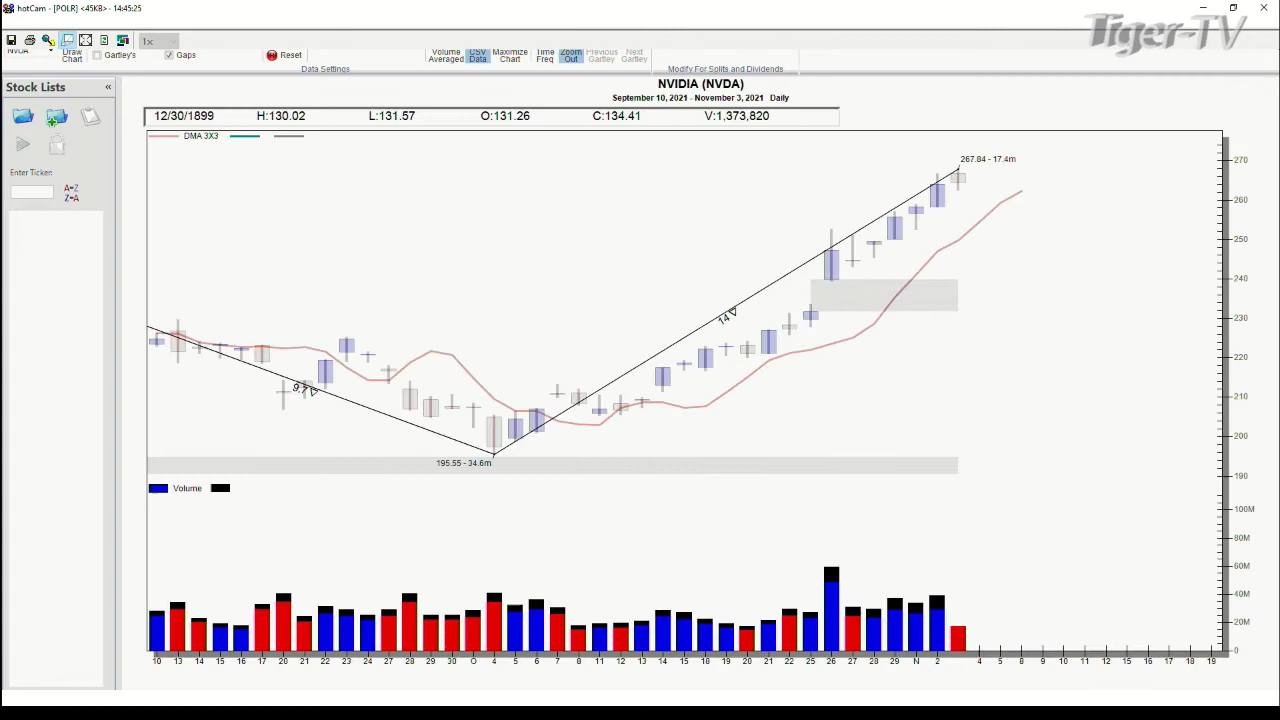 hotCam - [POLR] <45KB> - 14:45:25
Tiger-TV
1x
NVDA
Draw Chart
Gartley's
Gaps
Reset
Volume Averaged
CSV Data
Maximize Chart
Time Freq
Zoom Out
Previous Gartley
Next Gartley
Data Settings
Modify For Splits and Dividends
Stock Lists
«
Enter Ticker:
A=Z
Z=A
NVIDIA (NVDA)
September 10, 2021 - November 3, 2021 Daily
12/30/1899 H:130.02 L:131.57 O:131.26 C:134.41 V:1,373,820
DMA 3X3
267.84 - 17.4m
270
260
250
240
230
220
210
200
190
14
9.7
195.55 - 34.6m
Volume
100M
80M
60M
40M
20M
0
10 13 14 15 16 17 20 21 22 23 24 27 28 29 30 O 4 5 6 7 8 11 12 13 14 15 18 19 20 21 22 25 26 27 28 29 N 2 4 5 8 9 10 11 12 15 16 17 18 19